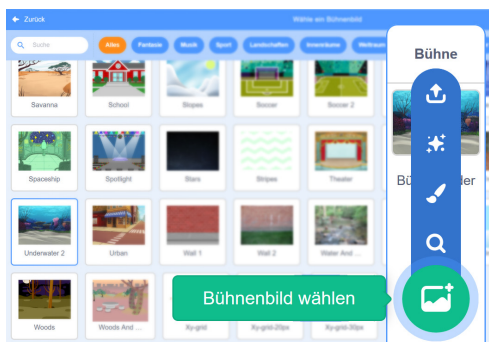 Zurück
Wähle ein Bühnenbild
Suche
Alles Fantasie Musik Sport Landschaften Innenräume Weltraum
Bühne
Savanna School Slopes Soccer Soccer 2
Spaceship Spotlight Stars Stripes Theater
Bü der
Underwater 2 Urban Wall 1 Wall 2 Water And ...
Bühnenbild wählen
Woods Woods And ... Xy-grid Xy-grid-20px Xy-grid-30px